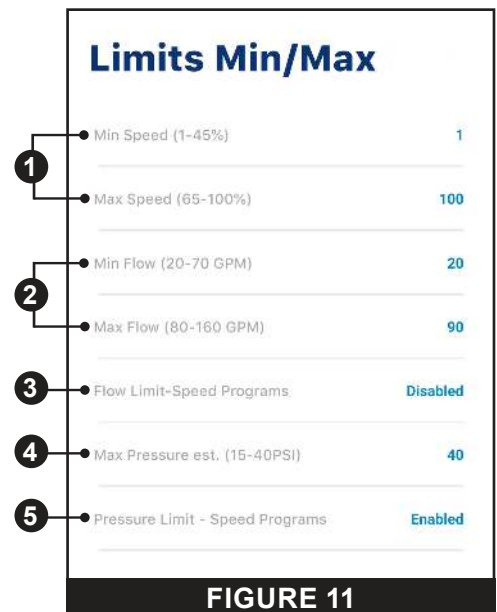 Limits Min/Max
1
Min Speed (1-45%) 1
Max Speed (65-100%) 100
2
Min Flow (20-70 GPM) 20
Max Flow (80-160 GPM) 90
3 Flow Limit-Speed Programs Disabled
4 Max Pressure est. (15-40PSI) 40
5 Pressure Limit - Speed Programs Enabled
FIGURE 11